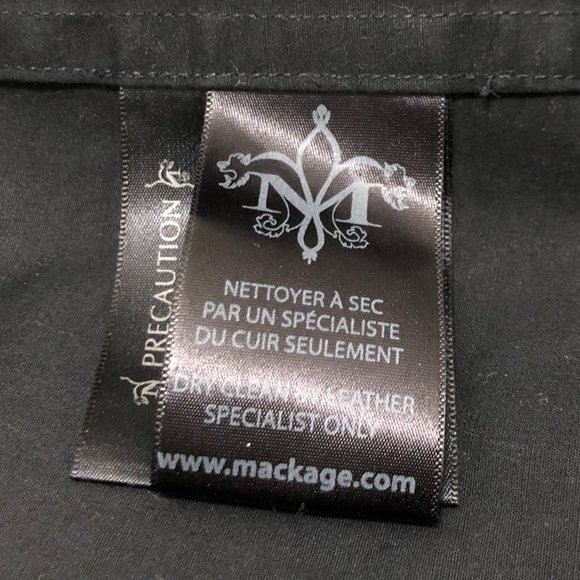 M
NETTOYER À SEC
PAR UN SPÉCIALISTE
DU CUIR SEULEMENT
DRY CLEAN BY LEATHER
SPECIALIST ONLY
www.mackage.com
PRECAUTION